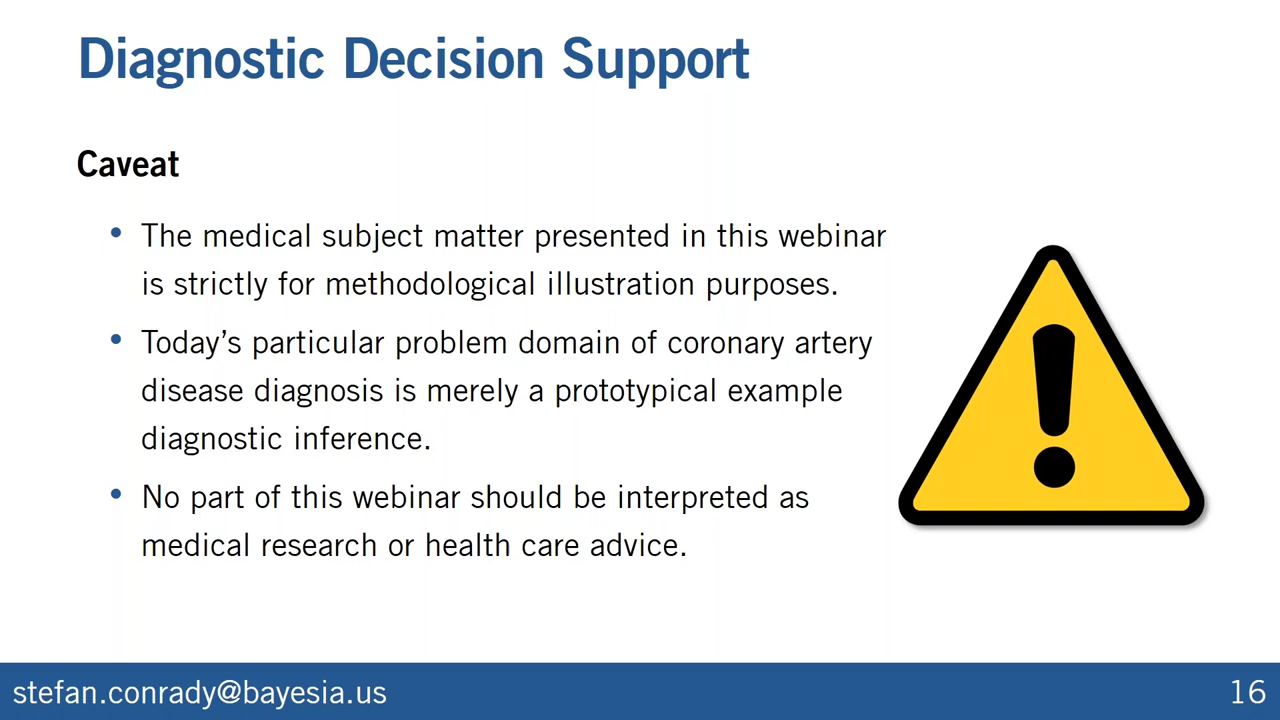 Diagnostic Decision Support
Caveat
• The medical subject matter presented in this webinar
is strictly for methodological illustration purposes.
• Today’s particular problem domain of coronary artery
disease diagnosis is merely a prototypical example
diagnostic inference.
• No part of this webinar should be interpreted as
medical research or health care advice.
stefan.conrady@bayesia.us
16